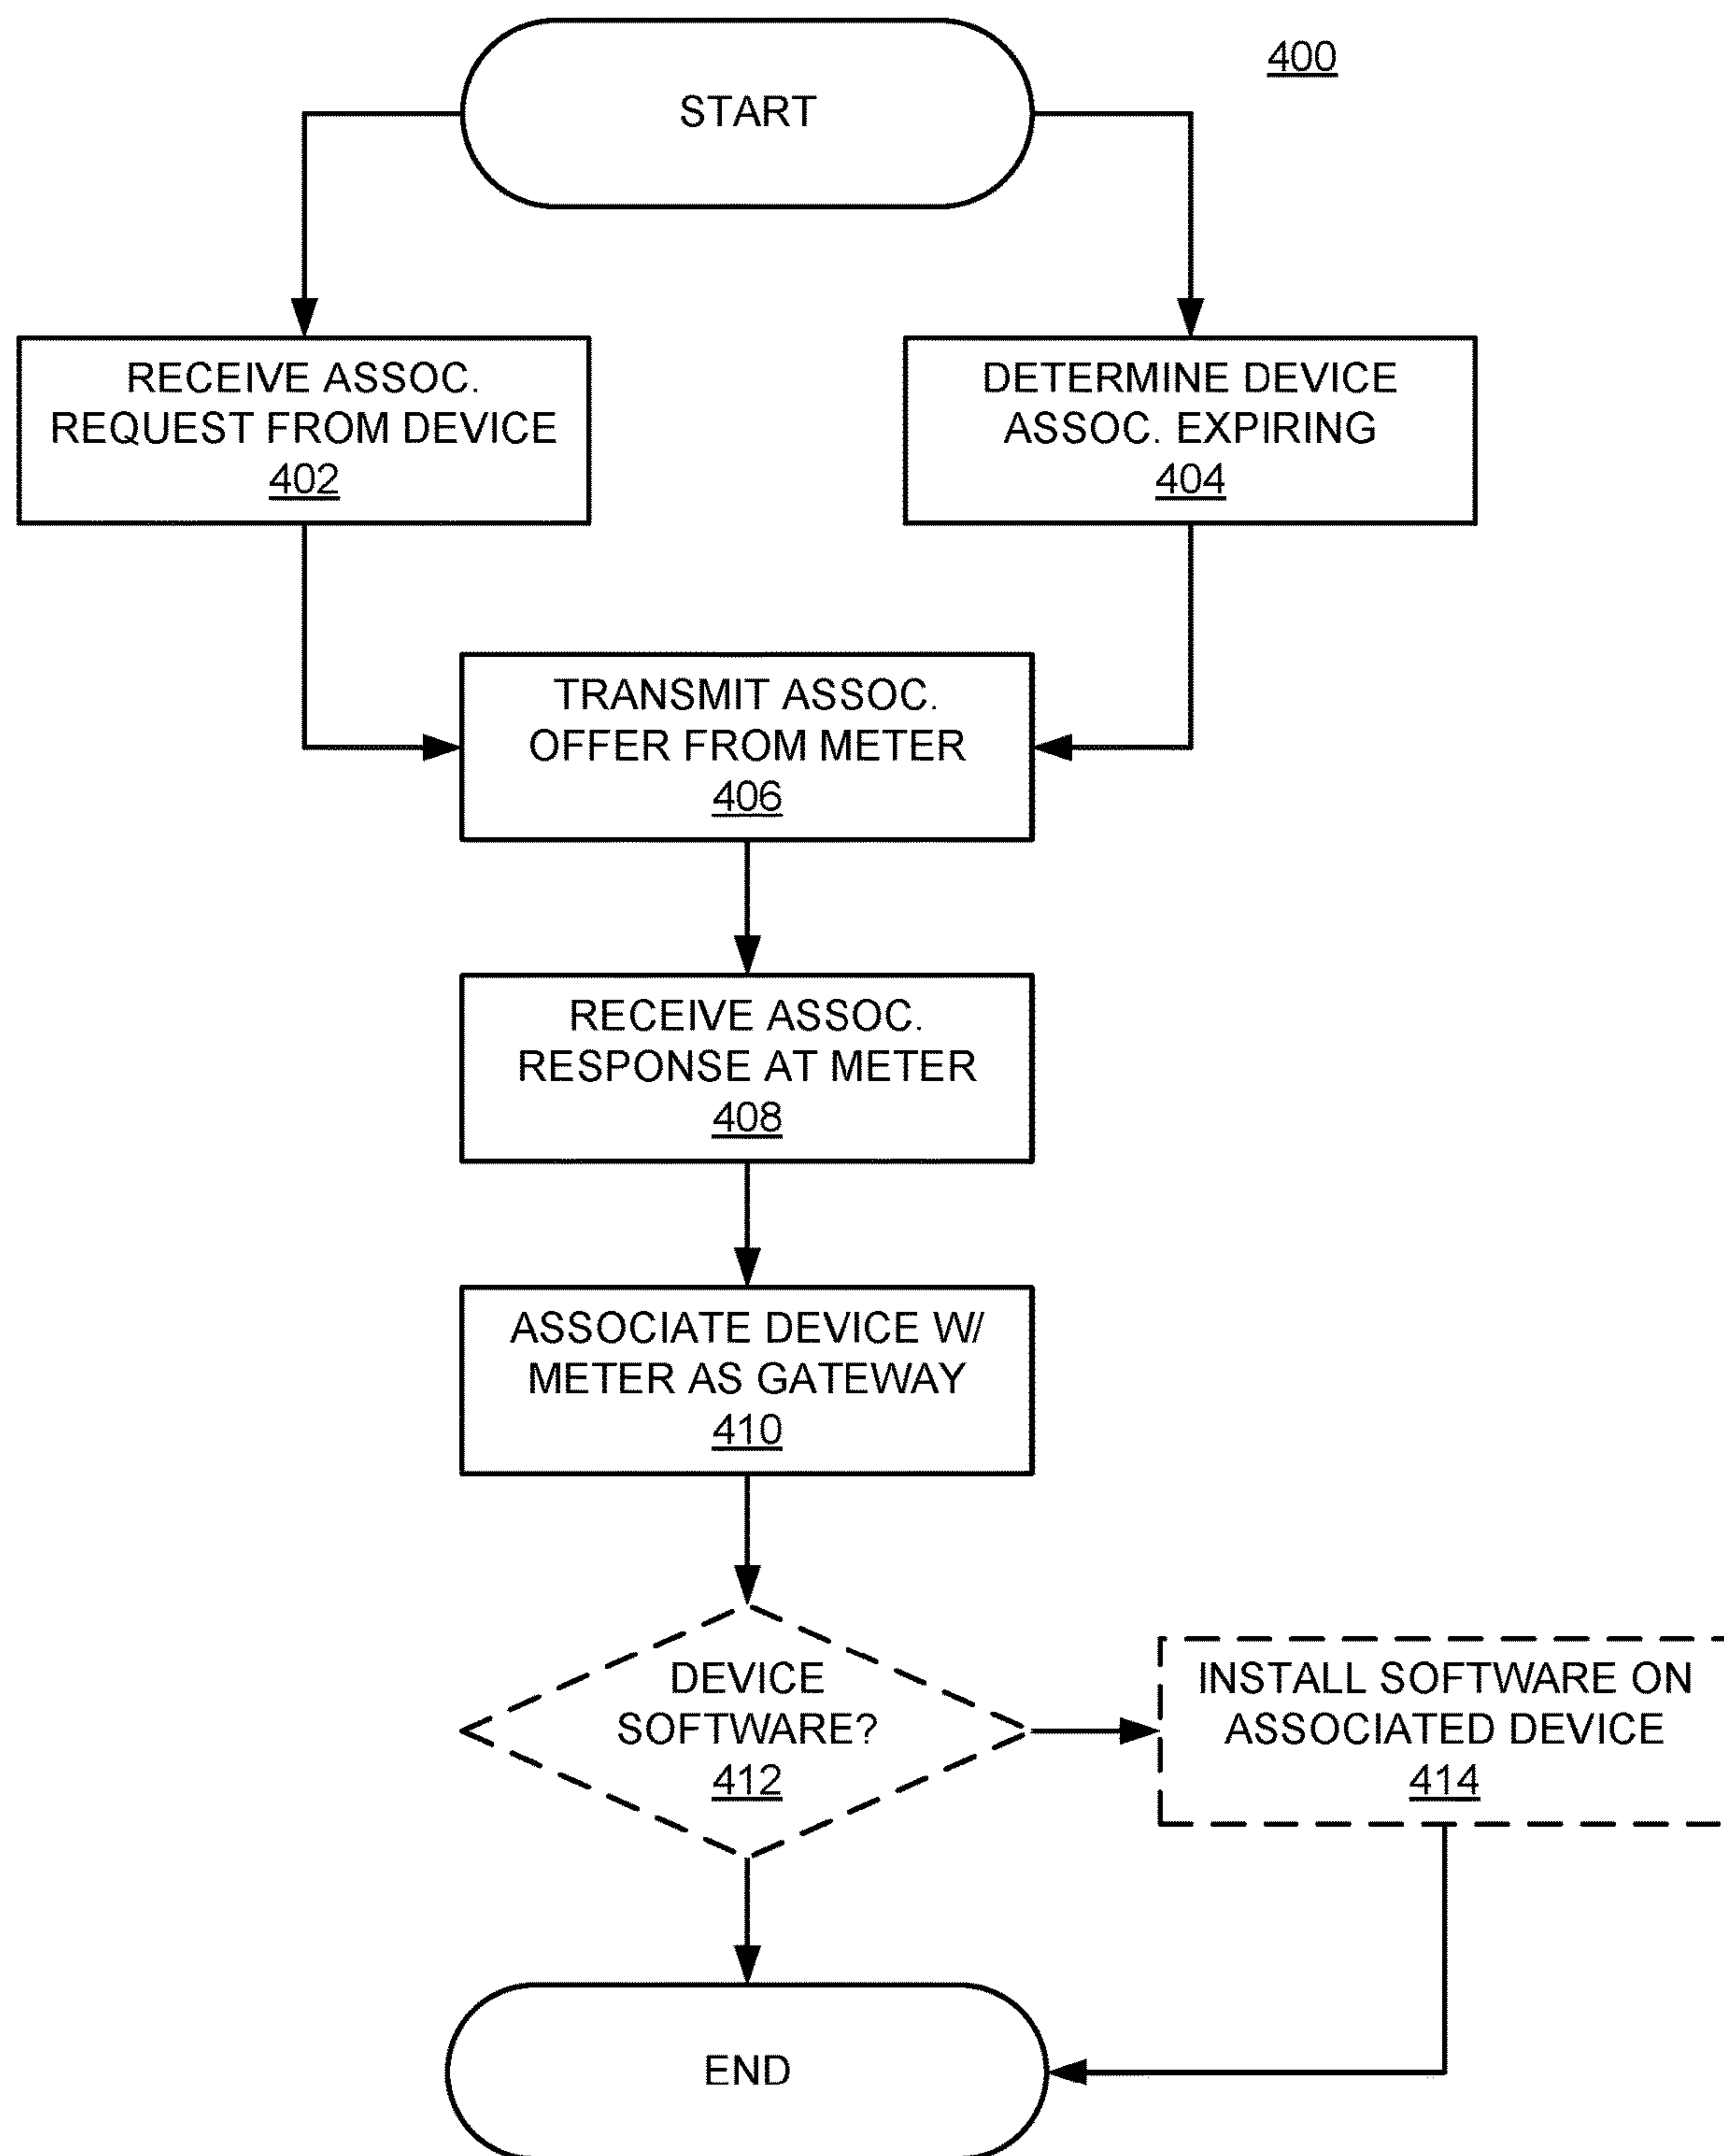 400
START
RECEIVE ASSOC.
REQUEST FROM DEVICE
402
DETERMINE DEVICE
ASSOC. EXPIRING
404
TRANSMIT ASSOC.
OFFER FROM METER
406
RECEIVE ASSOC.
RESPONSE AT METER
408
ASSOCIATE DEVICE W/
METER AS GATEWAY
410
DEVICE
SOFTWARE?
412
INSTALL SOFTWARE ON
ASSOCIATED DEVICE
414
END